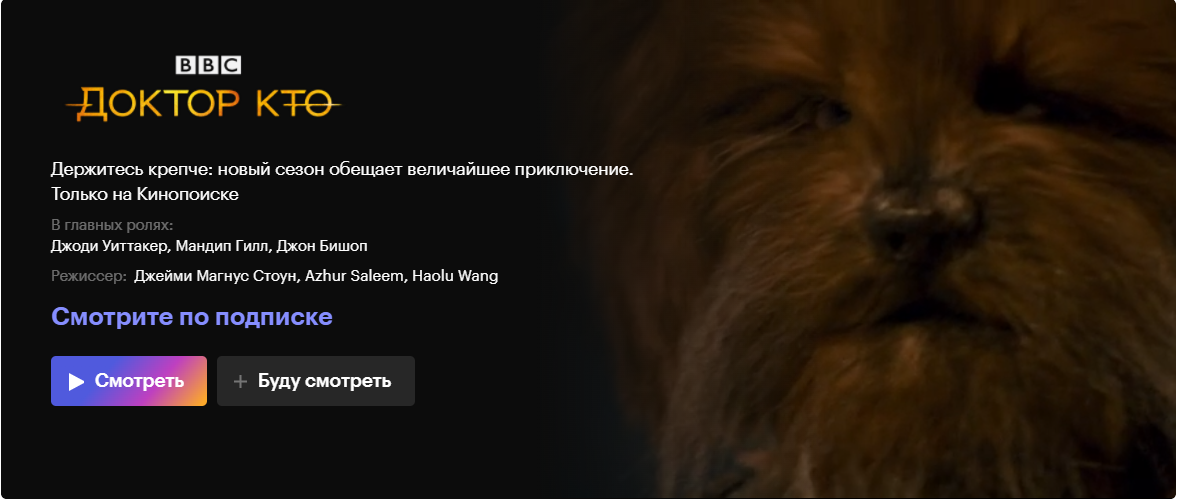 BBC
ДОКТОР КТО
Держитесь крепче: новый сезон обещает величайшее приключение.
Только на Кинопоиске
В главных ролях:
Джоди Уиттакер, Мандип Гилл, Джон Бишоп
Режиссер: Джейми Магнус Стоун, Azhur Saleem, Haolu Wang
Смотрите по подписке
Смотреть
+ Буду смотреть